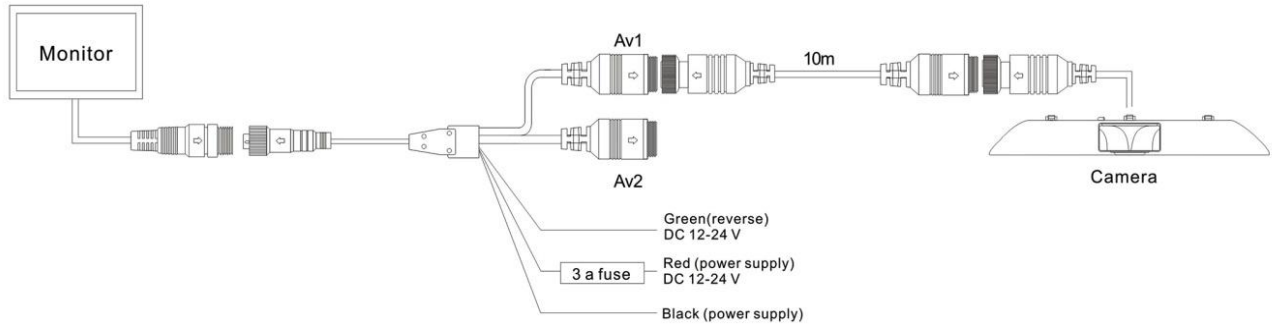 Monitor
Av1
10m
Av2
Camera
Green(reverse)
DC 12-24 V
3 a fuse
Red (power supply)
DC 12-24 V
Black (power supply)